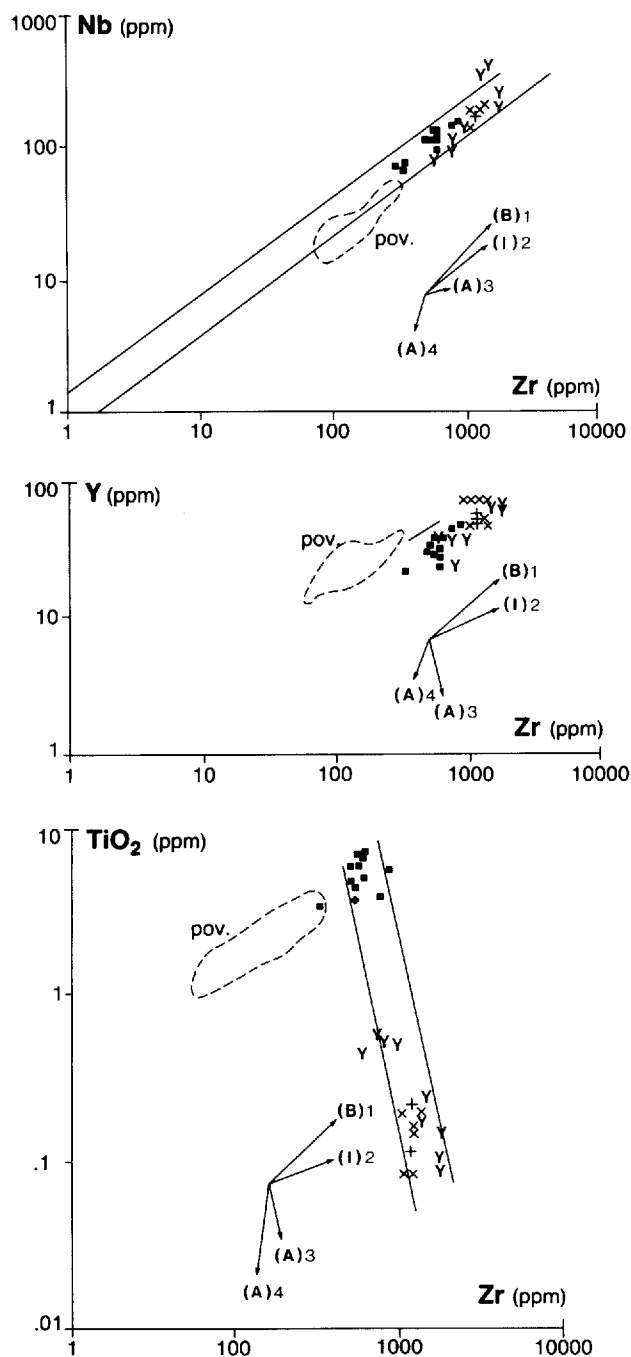 1000
Nb (ppm)
Y
Y
Y
Y
100
Y
Y
Y
Y
pov.
(B)1
(I)2
10
(A)3
(A)4
Zr (ppm)
1
1 10 100 1000 10000
100
Y (ppm)
Y
Y
Y
Y
pov.
Y
Y
Y
Y
(B)1
(I)2
10
(A)4
(A)3
Zr (ppm)
1
1 10 100 1000 10000
10
TiO2 (ppm)
pov.
1
Y
Y
Y
Y
Y
Y
(B)1
Y
(I)2
Y
.1
Y
(A)3
(A)4
Zr (ppm)
.01
1 100 1000 10000